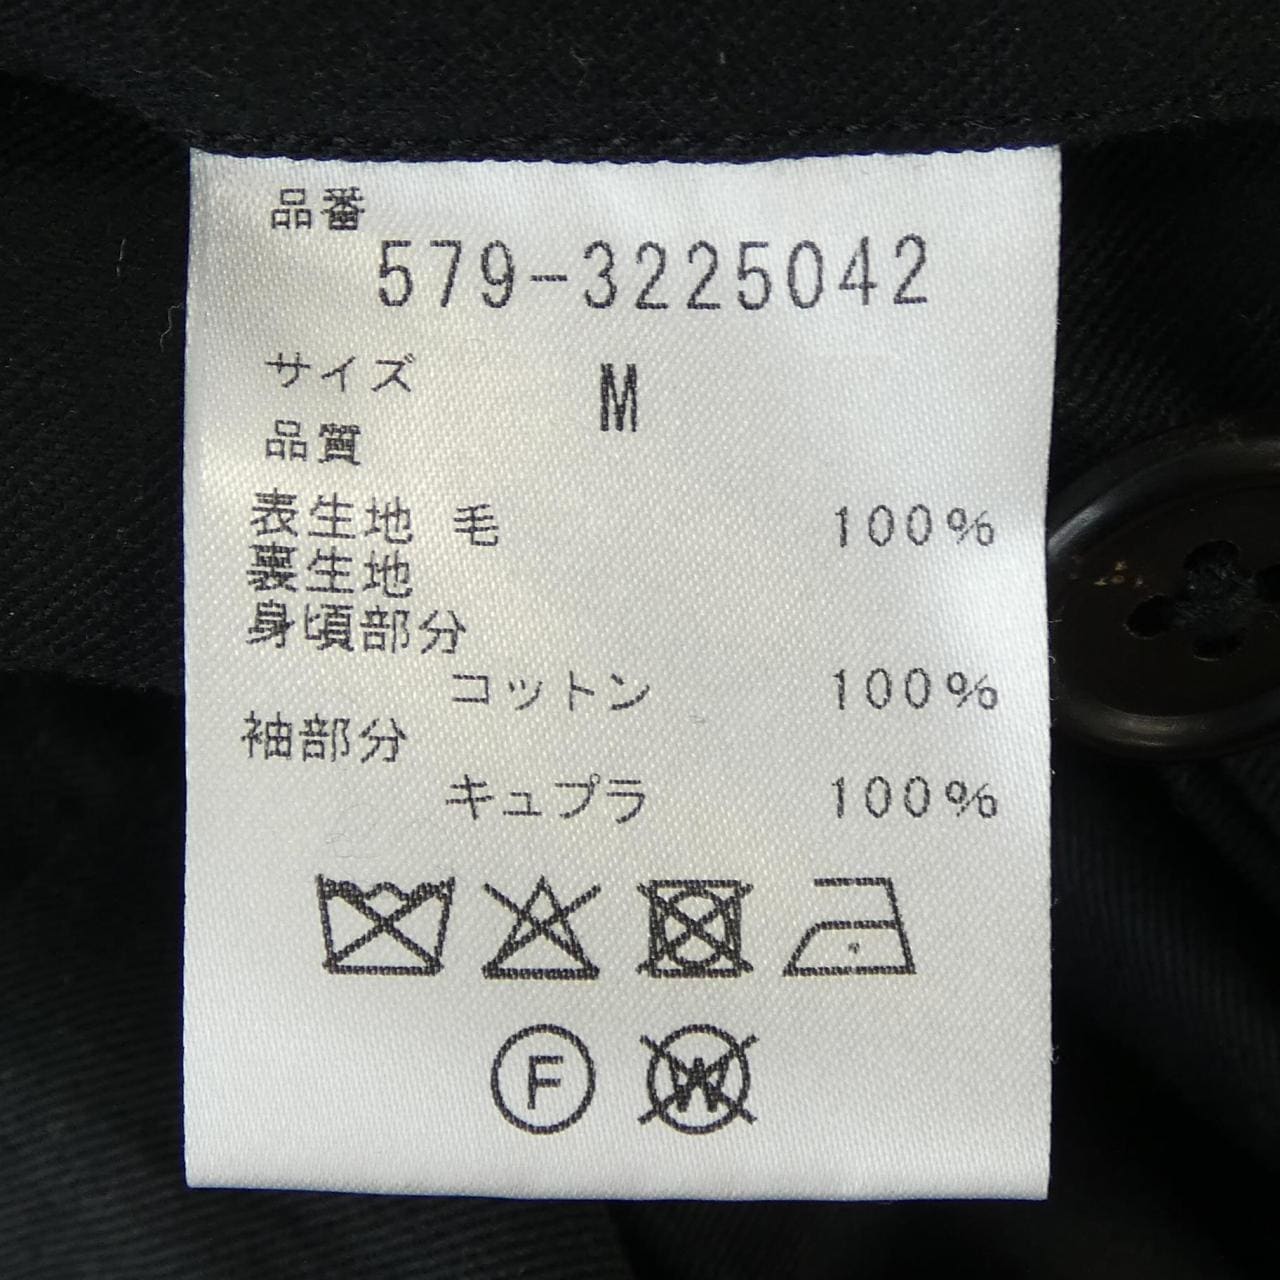 品番
579-3225042
サイズ M
品質
表生地 毛 100%
裏生地
身頃部分
コットン 100%
袖部分
キュプラ 100%
F W